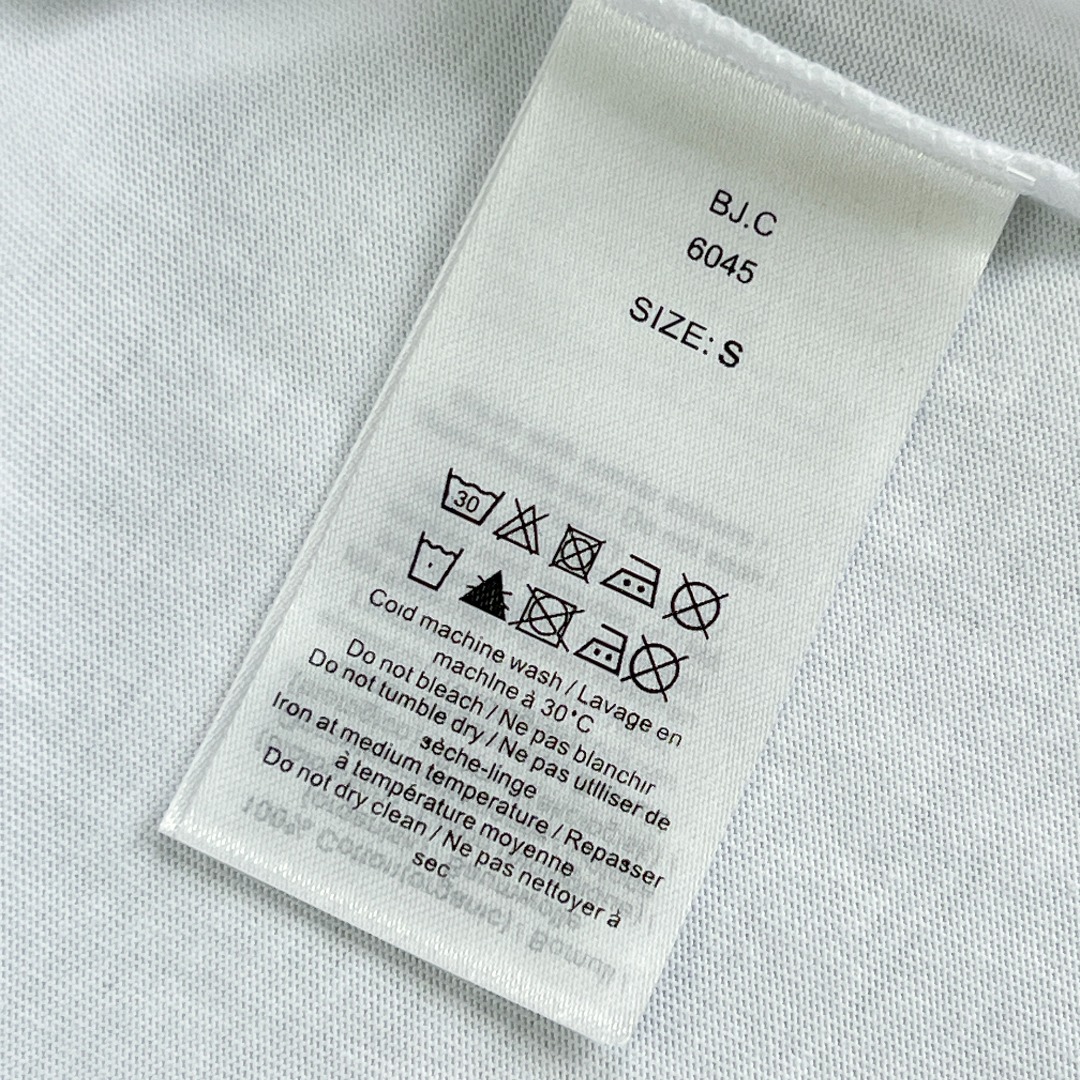 BJ.C
6045
SIZE: S
30
Cold machine wash / Lavage en
machine à 30°C
Do not bleach / Ne pas blanchir
Do not tumble dry / Ne pas utiliser de
sèche-linge
Iron at medium temperature / Repasser
à température moyenne
Do not dry clean / Ne pas nettoyer à
sec